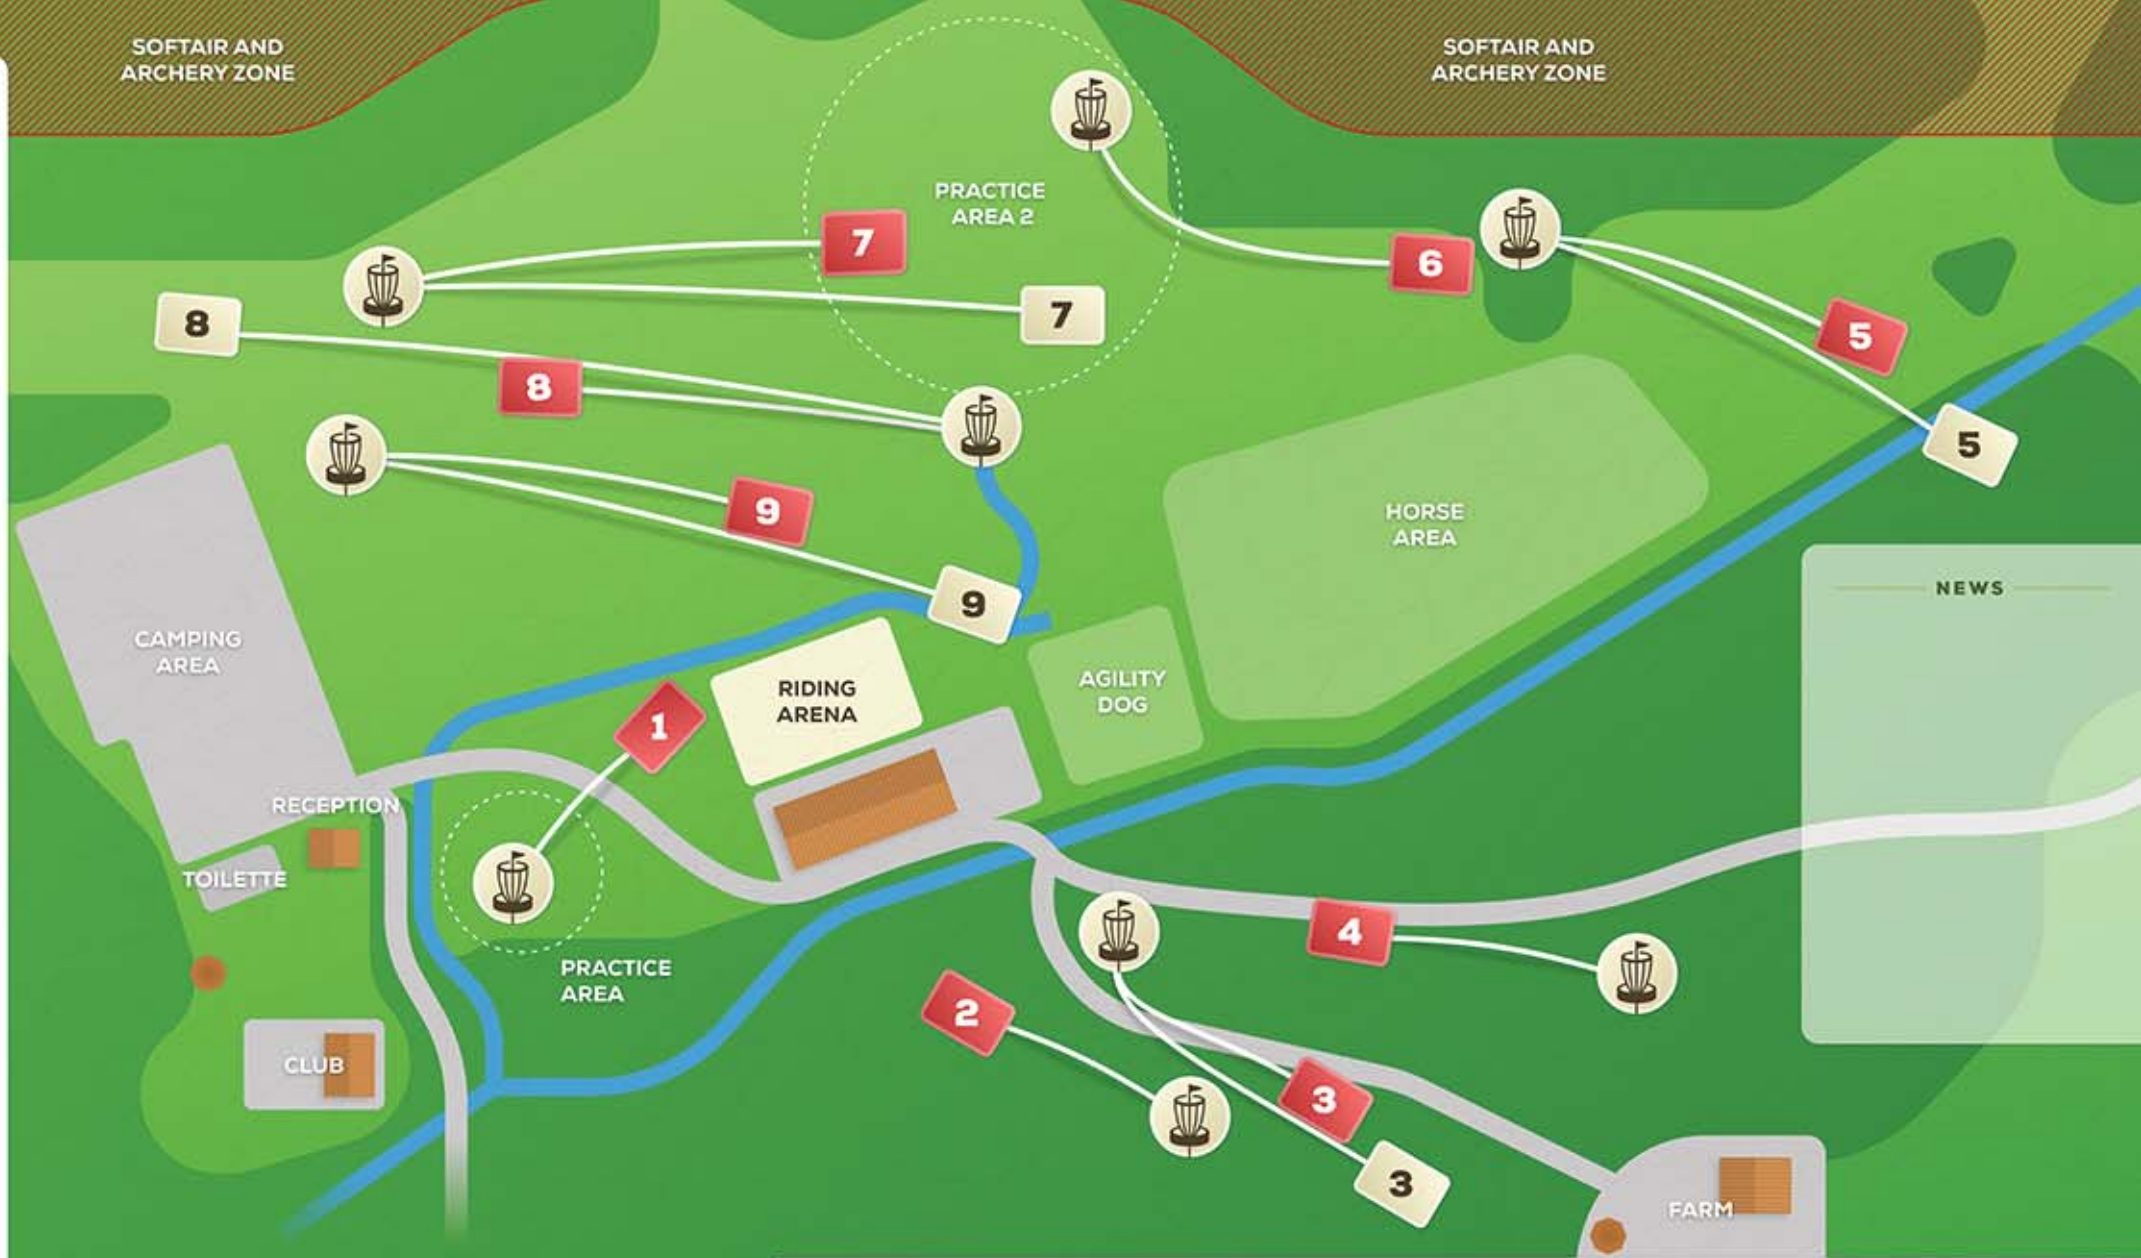 SOFTAIR AND
ARCHERY ZONE
SOFTAIR AND
ARCHERY ZONE
PRACTICE
AREA 2
7
6
7
5
8
8
5
9
HORSE
AREA
NEWS
9
CAMPING
AREA
RIDING
ARENA
AGILITY
DOG
1
RECEPTION
TOILETTE
4
PRACTICE
AREA
2
CLUB
3
3
FARM